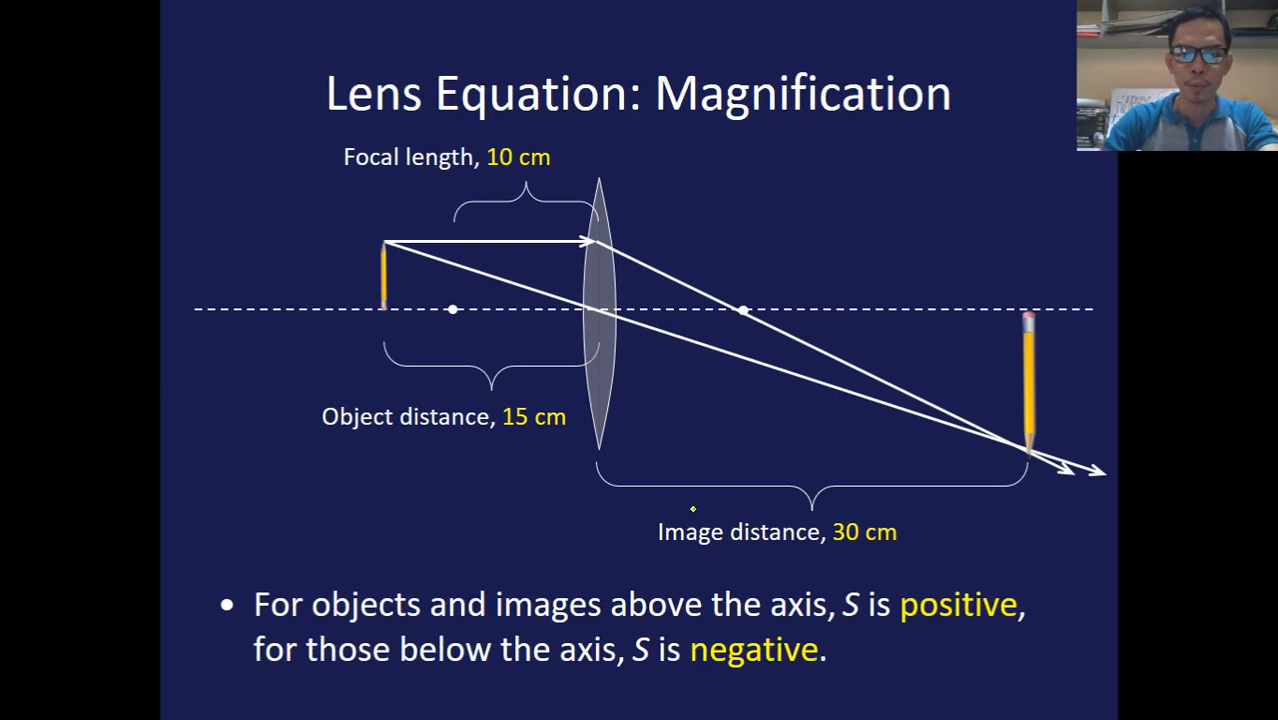 Lens Equation: Magnification
Focal length, 10 cm
Object distance, 15 cm
Image distance, 30 cm
• For objects and images above the axis, S is positive,
for those below the axis, S is negative.